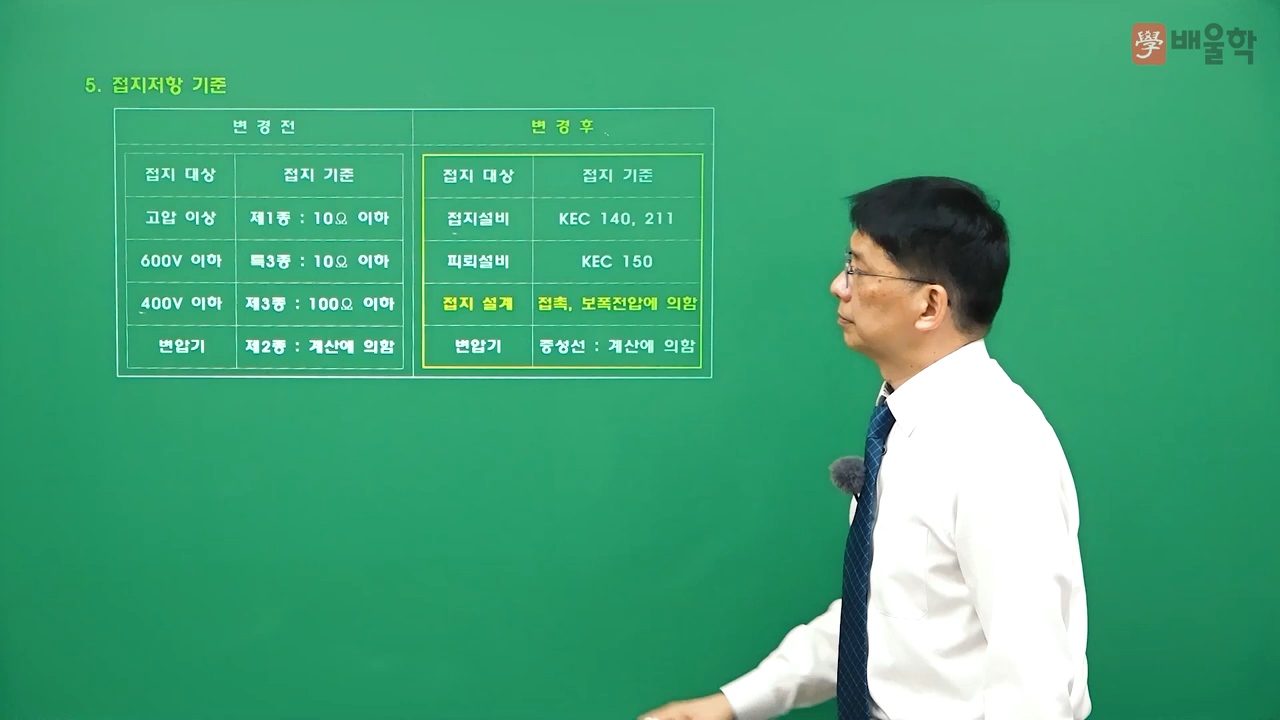 學 배울학
5. 접지저항 기준
변 경 전 변 경 후
접지 대상 접지 기준 접지 대상 접지 기준
고압 이상 제1종 : 10Ω 이하 접지설비 KEC 140, 211
600V 이하 특3종 : 10Ω 이하 피뢰설비 KEC 150
400V 이하 제3종 : 100Ω 이하 접지 설계 접촉, 보폭전압에 의함
변압기 제2종 : 계산에 의함 변압기 중성선 : 계산에 의함